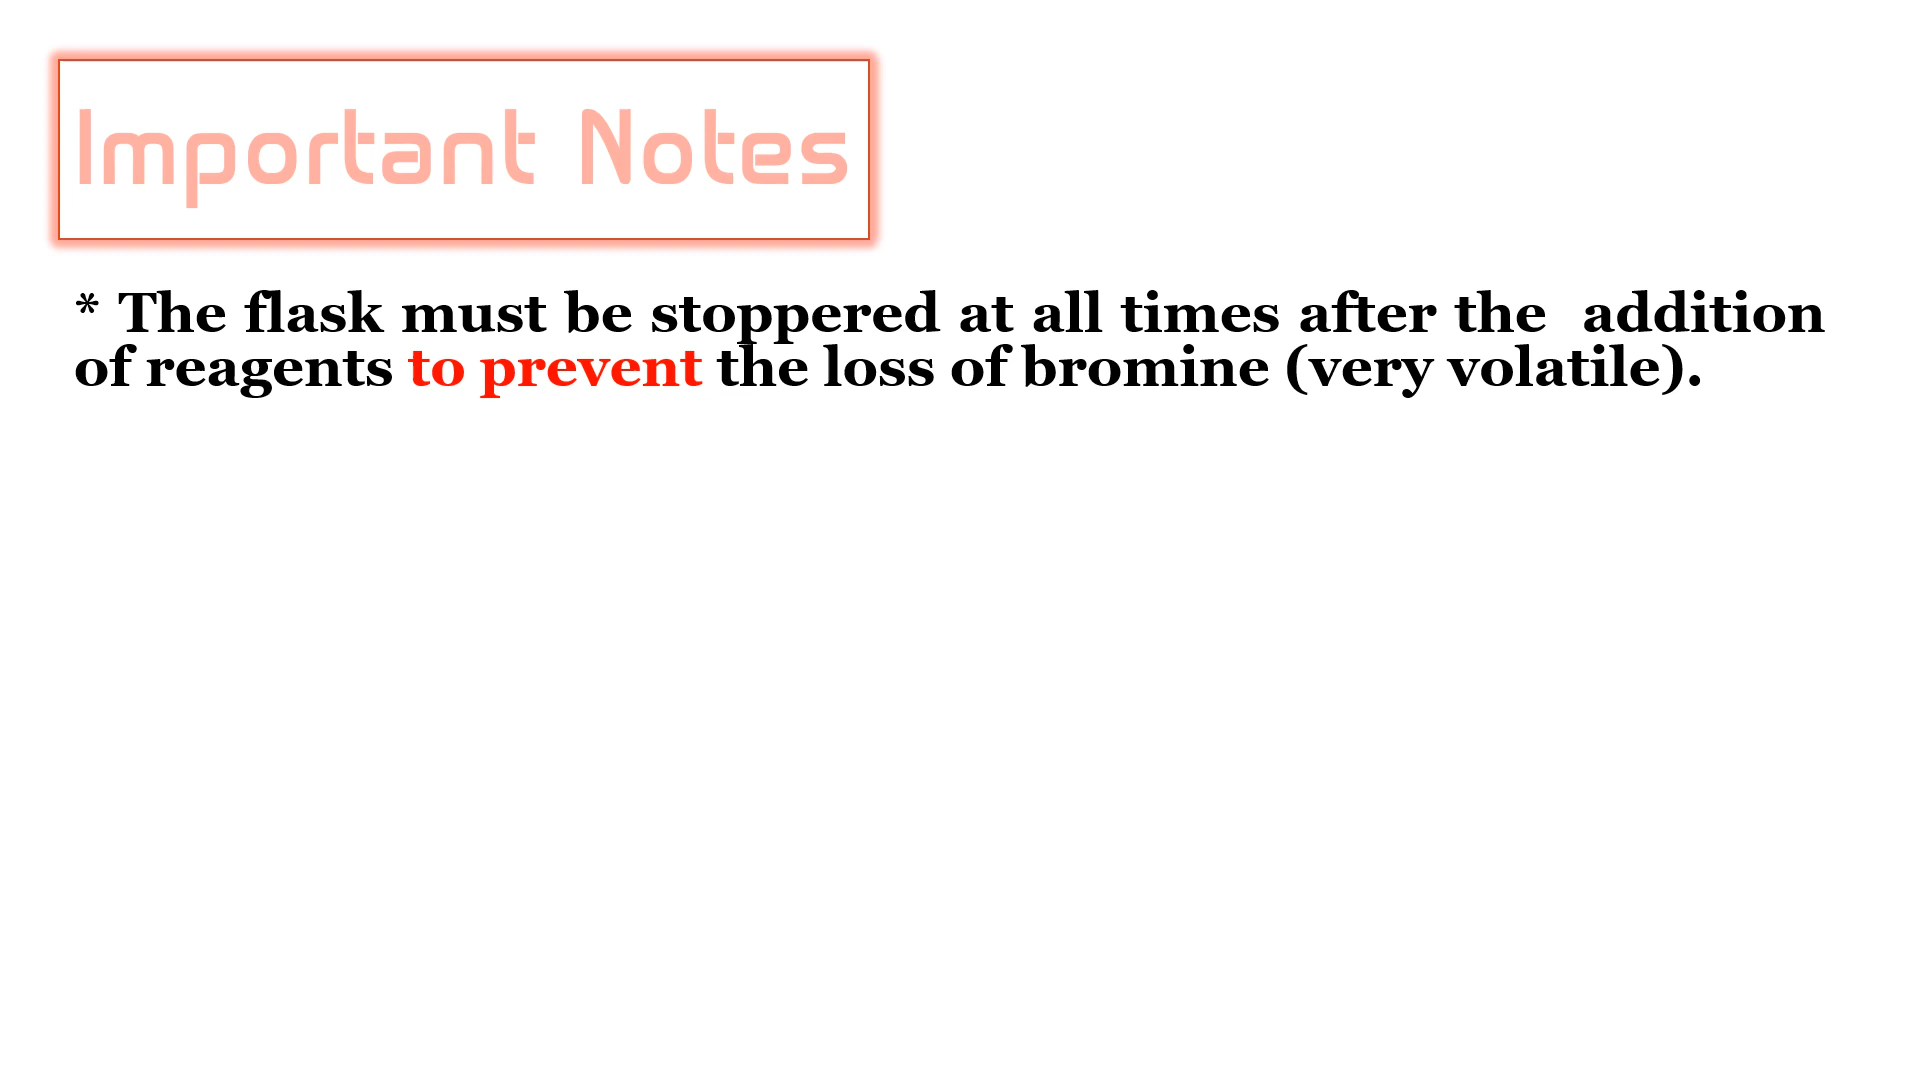 Important Notes
* The flask must be stoppered at all times after the  addition
of reagents to prevent the loss of bromine (very volatile).